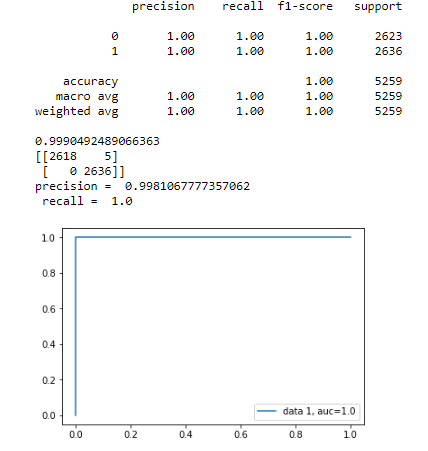 precision recall f1-score support
0 1.00 1.00 1.00 2623
1 1.00 1.00 1.00 2636
accuracy 1.00 5259
macro avg 1.00 1.00 1.00 5259
weighted avg 1.00 1.00 1.00 5259
0.9990492489066363
[[2618 5]
[ 0 2636]]
precision = 0.9981067777357062
recall = 1.0
1.0
0.8
0.6
0.4
0.2
0.0
data 1, auc=1.0
0.0 0.2 0.4 0.6 0.8 1.0